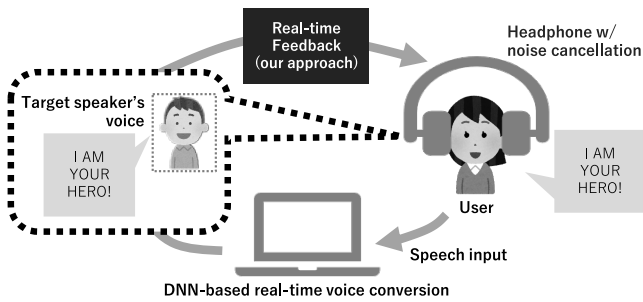 Real-time
Feedback
(our approach)
Headphone w/
noise cancellation
Target speaker's
voice
I AM
YOUR
HERO!
I AM
YOUR
HERO!
User
Speech input
DNN-based real-time voice conversion